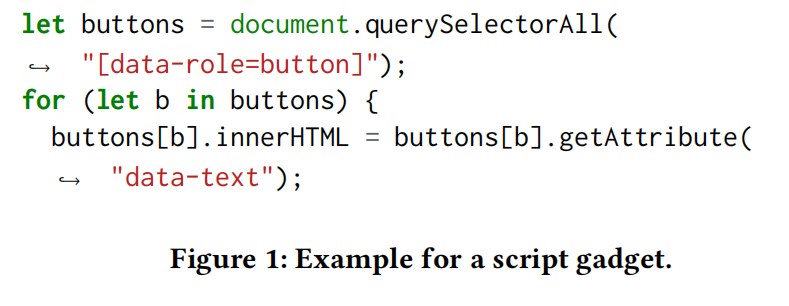 let buttons = document.querySelectorAll(
↪ "[data-role=button]");
for (let b in buttons) {
buttons[b].innerHTML = buttons[b].getAttribute(
↪ "data-text");
Figure 1: Example for a script gadget.